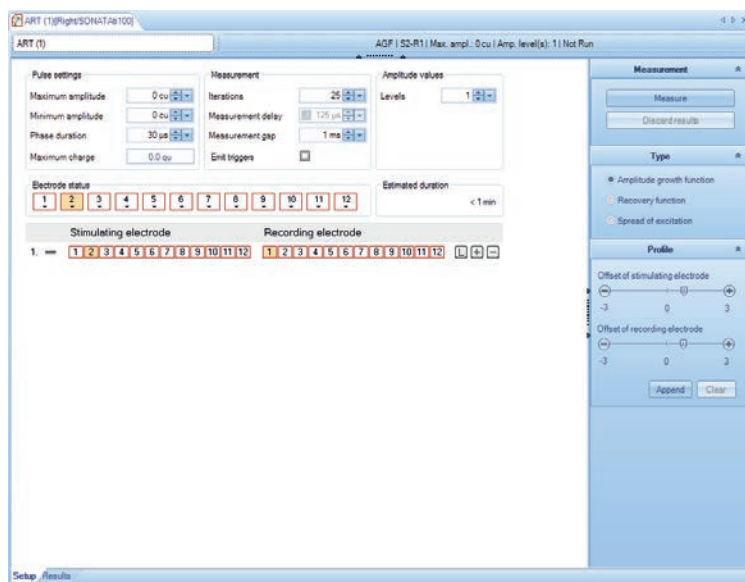 ART (1)[Right/SONATAti100]
ART (1)
AGF | S2-R1 | Max. ampl.: 0 cu | Amp. level(s): 1 | Not Run
Pulse settings
Maximum amplitude 0 cu
Minimum amplitude 0 cu
Phase duration 30 µs
Maximum charge 0.0 qu
Measurement
Iterations 25
Measurement delay 125 µs
Measurement gap 1 ms
Emit triggers
Amplitude values
Levels 1
Electrode status
1 2 3 4 5 6 7 8 9 10 11 12
Estimated duration
< 1 min
Stimulating electrode Recording electrode
1. 1 2 3 4 5 6 7 8 9 10 11 12 1 2 3 4 5 6 7 8 9 10 11 12 L + −
Measurement
Measure
Discard results
Type
Amplitude growth function
Recovery function
Spread of excitation
Profile
Offset of stimulating electrode
-3 0 3
Offset of recording electrode
-3 0 3
Append Clear
Setup Results